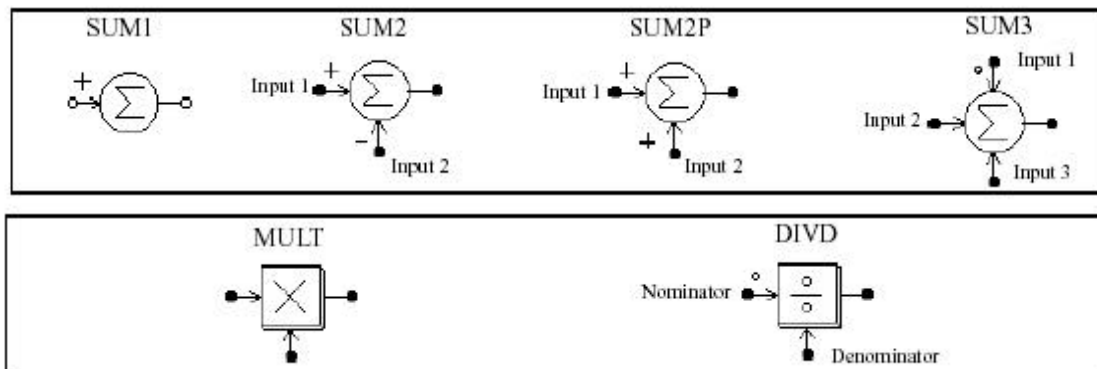 SUM1 SUM2 SUM2P SUM3
+ + + Input 1
Input 1 Input 1 Input 2
− +
Input 2 Input 2 Input 3
MULT DIVD
Nominator
Denominator